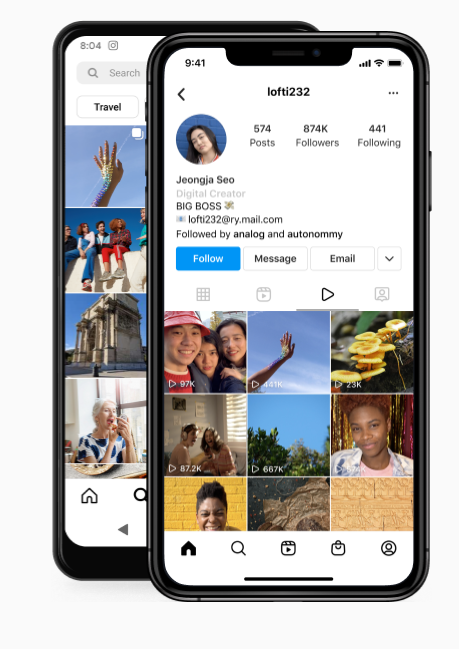 8:04
Search
Travel
9:41
lofti232
574 874K 441
Posts Followers Following
Jeongja Seo
Digital Creator
BIG BOSS
lofti232@ry.mail.com
Followed by analog and autonommy
Follow Message Email
97K 441K 23K
87.2K 667K